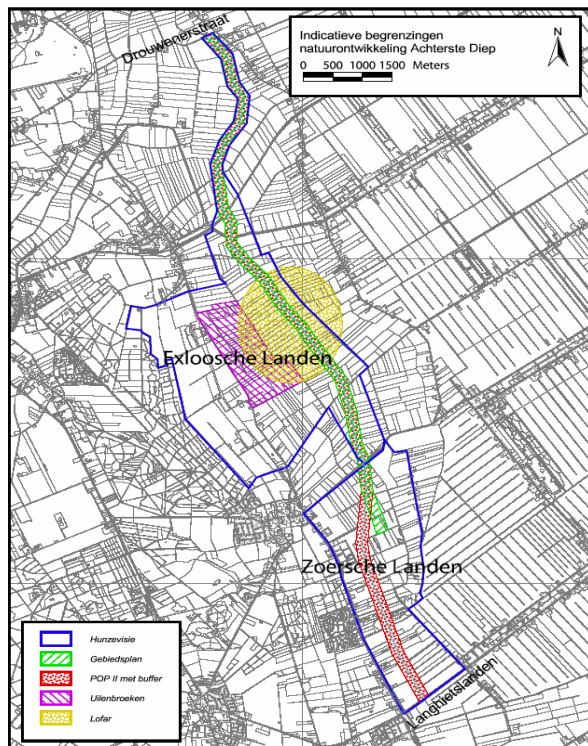 Drouwenerstraat
Indicatieve begrenzingen
natuurontwikkeling Achterste Diep
N
0 500 1000 1500 Meters
Exloosche Landen
Zoersche Landen
Langhietslanden
Hunzevisie
Gebiedsplan
POP II met buffer
Uilenbroeken
Lofar